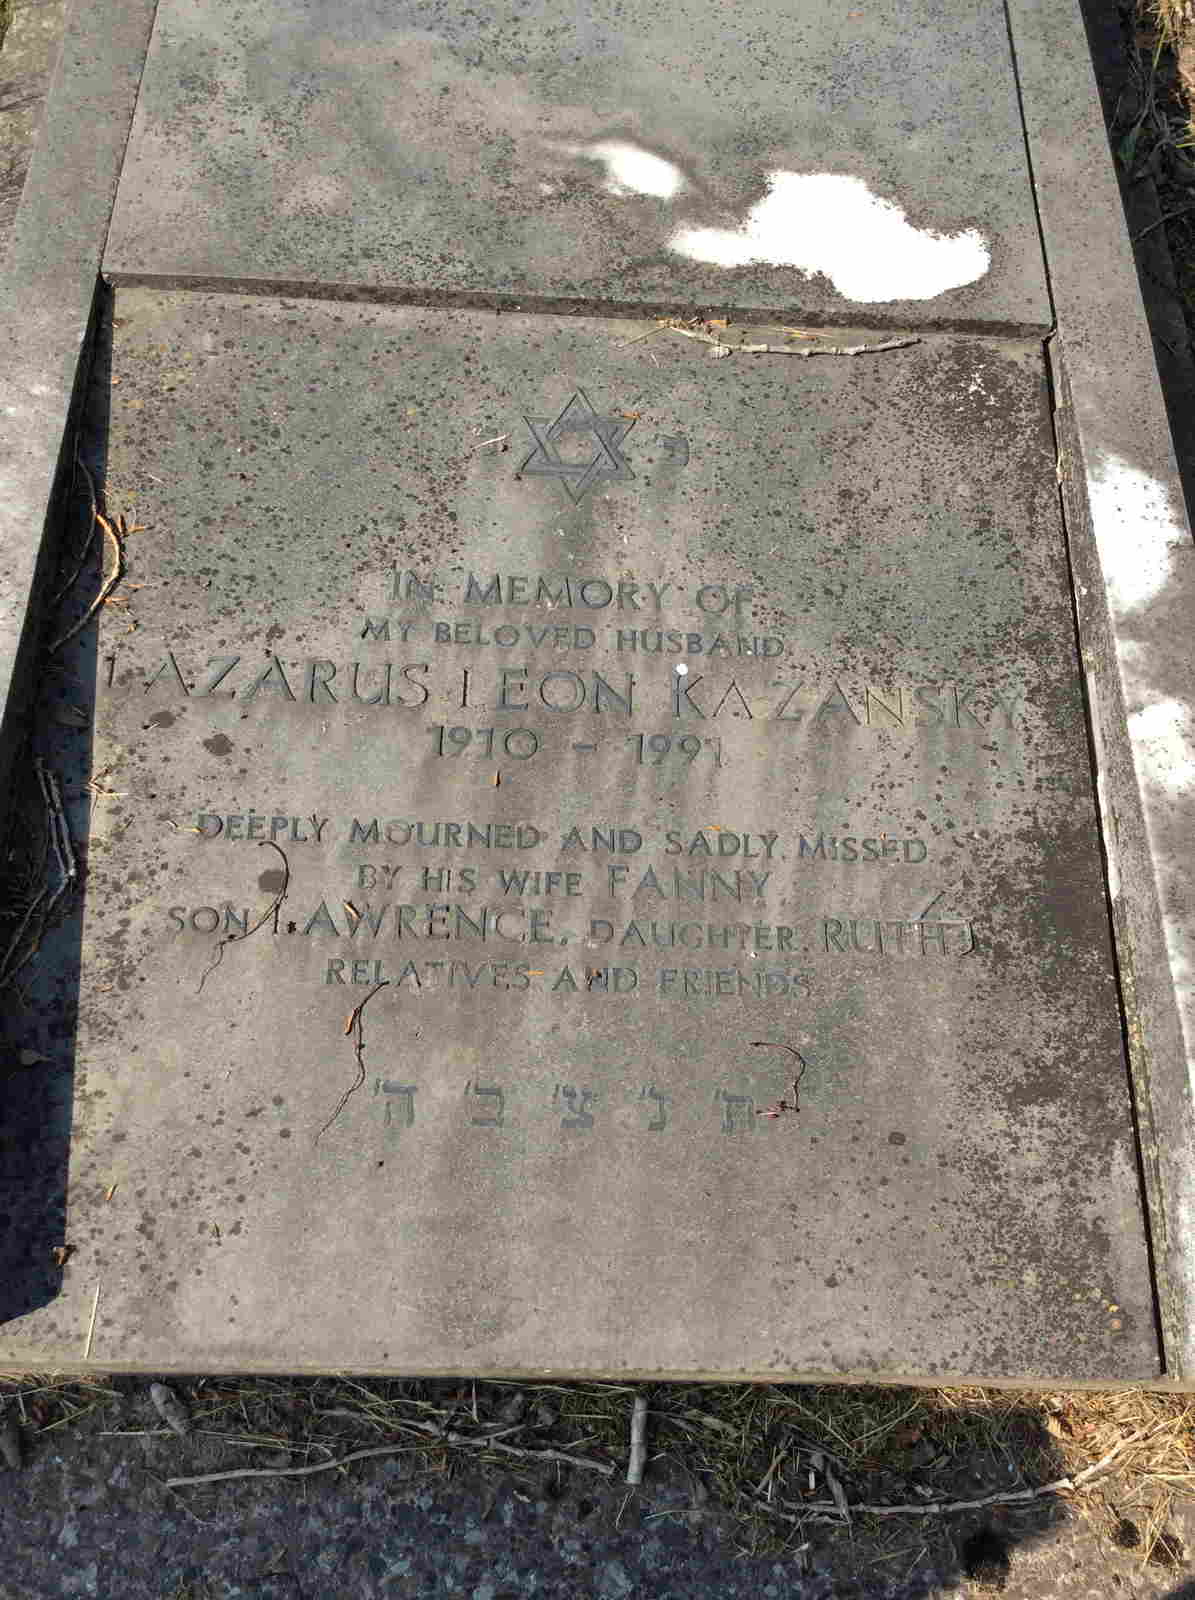 פ
IN MEMORY OF
MY BELOVED HUSBAND
LAZARUS LEON KAZANSKY
1910 - 1991
DEEPLY MOURNED AND SADLY MISSED
BY HIS WIFE FANNY
SON LAWRENCE, DAUGHTER RUTH
RELATIVES AND FRIENDS
ת' נ' צ' ב' ה'